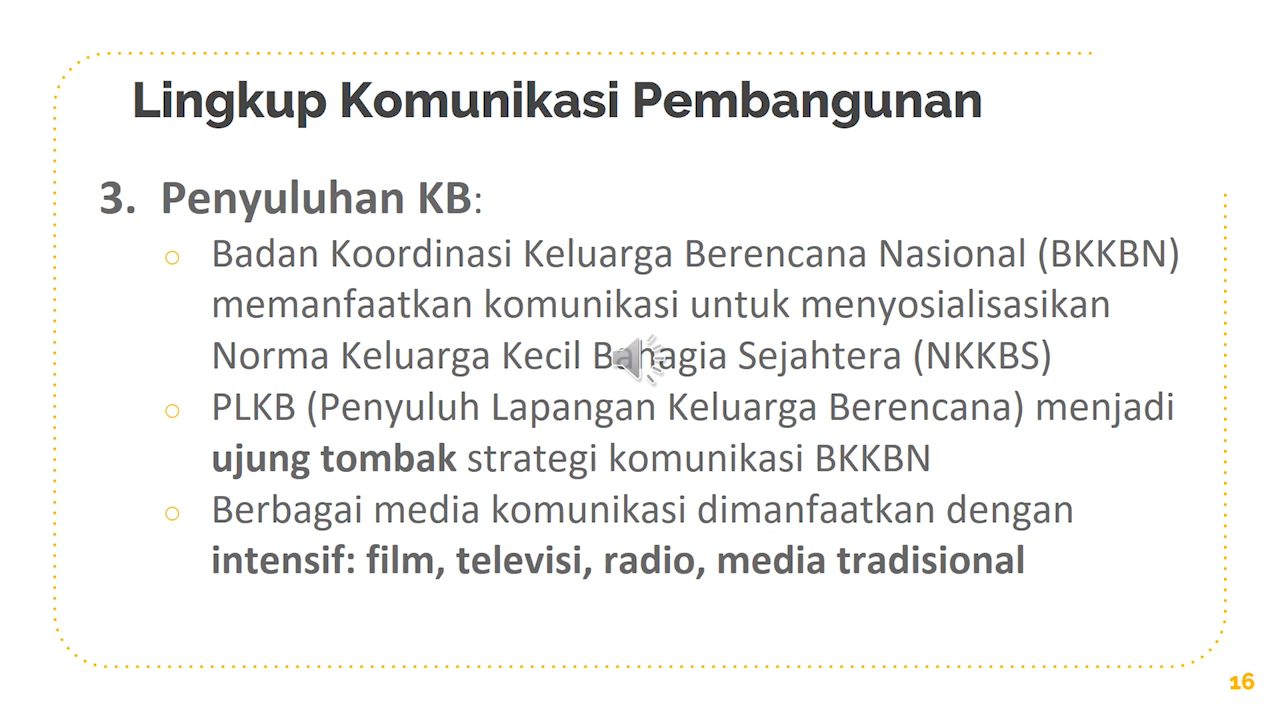 Lingkup Komunikasi Pembangunan
3. Penyuluhan KB:
○ Badan Koordinasi Keluarga Berencana Nasional (BKKBN)
memanfaatkan komunikasi untuk menyosialisasikan
Norma Keluarga Kecil Bahagia Sejahtera (NKKBS)
○ PLKB (Penyuluh Lapangan Keluarga Berencana) menjadi
ujung tombak strategi komunikasi BKKBN
○ Berbagai media komunikasi dimanfaatkan dengan
intensif: film, televisi, radio, media tradisional
16